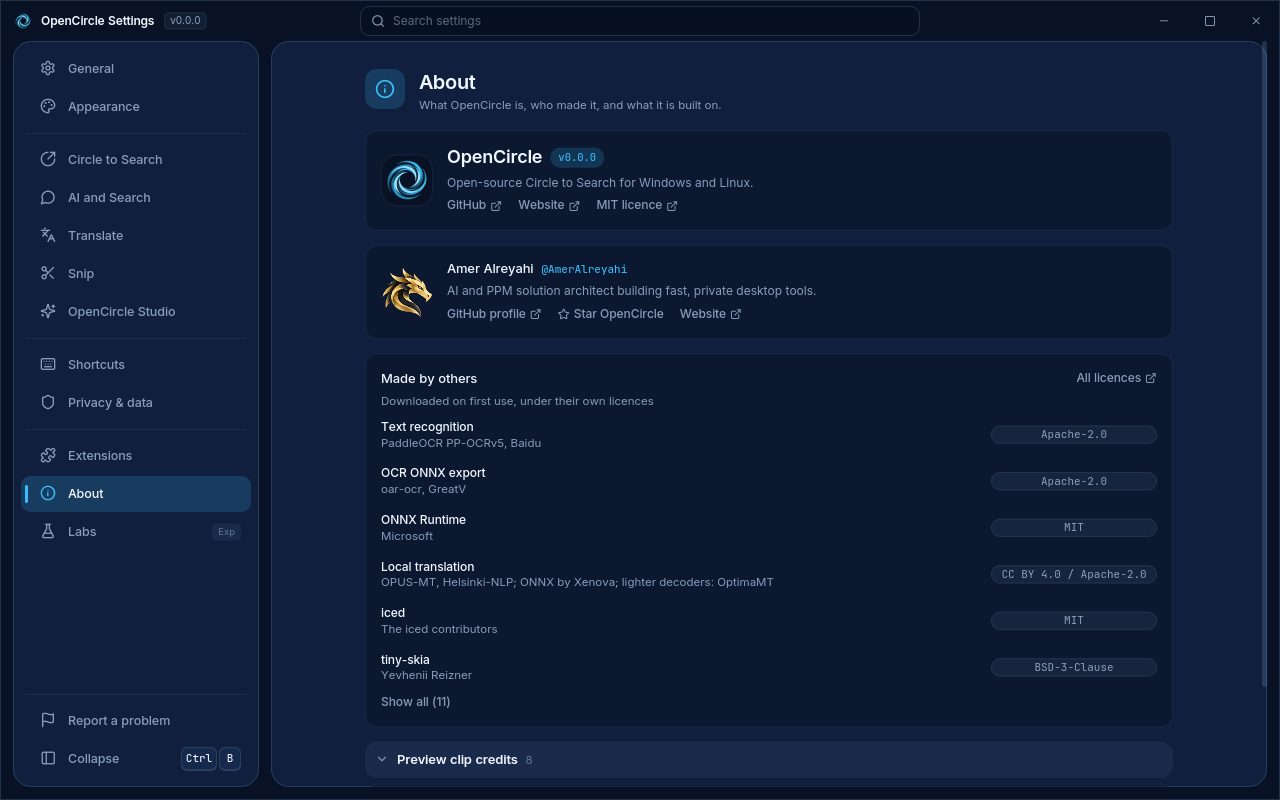 OpenCircle Settings v0.0.0
Search settings
General
Appearance
Circle to Search
AI and Search
Translate
Snip
OpenCircle Studio
Shortcuts
Privacy & data
Extensions
About
Labs Exp
Report a problem
Collapse Ctrl B
About
What OpenCircle is, who made it, and what it is built on.
OpenCircle v0.0.0
Open-source Circle to Search for Windows and Linux.
GitHub Website MIT licence
Amer Alreyahi @AmerAlreyahi
AI and PPM solution architect building fast, private desktop tools.
GitHub profile Star OpenCircle Website
Made by others All licences
Downloaded on first use, under their own licences
Text recognition
PaddleOCR PP-OCRv5, Baidu Apache-2.0
OCR ONNX export
oar-ocr, GreatV Apache-2.0
ONNX Runtime
Microsoft MIT
Local translation
OPUS-MT, Helsinki-NLP; ONNX by Xenova; lighter decoders: OptimaMT CC BY 4.0 / Apache-2.0
iced
The iced contributors MIT
tiny-skia
Yevhenii Reizner BSD-3-Clause
Show all (11)
Preview clip credits 8